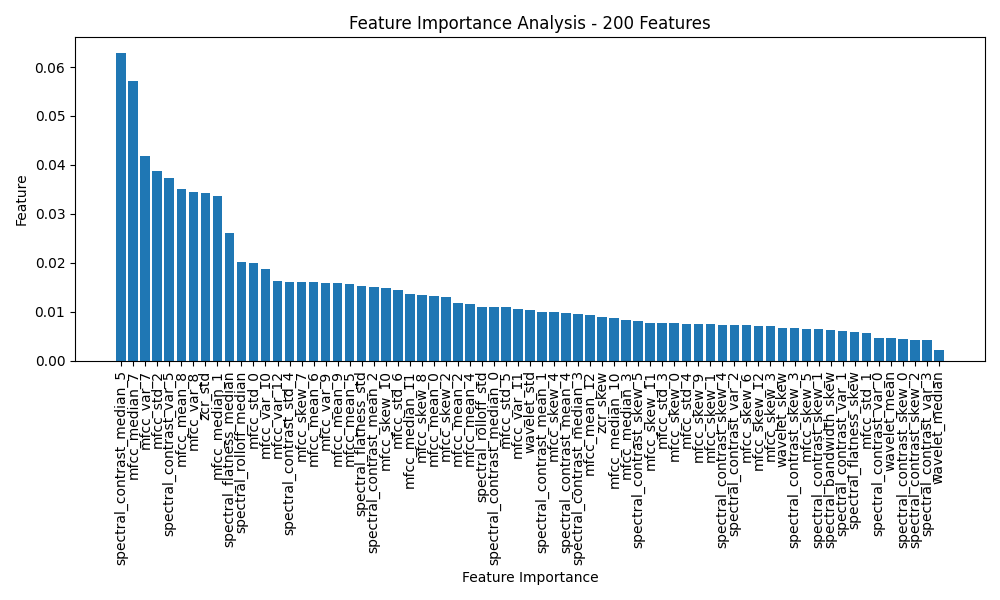 Feature Importance Analysis - 200 Features
Feature
0.06
0.05
0.04
0.03
0.02
0.01
0.00
spectral_contrast_median_5
mfcc_median_7
mfcc_var_7
mfcc_std_2
spectral_contrast_var_5
mfcc_mean_8
mfcc_var_8
zcr_std
mfcc_median_1
spectral_flatness_median
spectral_rolloff_median
mfcc_std_0
mfcc_var_10
mfcc_var_12
spectral_contrast_std_4
mfcc_skew_7
mfcc_mean_6
mfcc_var_9
mfcc_mean_9
mfcc_mean_5
spectral_flatness_std
spectral_contrast_mean_2
mfcc_skew_10
mfcc_std_6
mfcc_median_11
mfcc_skew_8
mfcc_mean_0
mfcc_skew_2
mfcc_mean_2
mfcc_mean_4
spectral_rolloff_std
spectral_contrast_median_0
mfcc_std_5
mfcc_var_11
wavelet_std
spectral_contrast_mean_1
mfcc_skew_4
spectral_contrast_mean_4
spectral_contrast_median_3
mfcc_mean_12
zcr_skew
mfcc_median_10
mfcc_median_3
spectral_contrast_skew_5
mfcc_skew_11
mfcc_std_3
mfcc_skew_0
mfcc_std_4
mfcc_skew_1
spectral_contrast_skew_4
spectral_contrast_var_2
mfcc_skew_6
mfcc_skew_12
wavelet_skew
spectral_contrast_skew_3
mfcc_skew_5
spectral_contrast_skew_1
spectral_bandwidth_skew
spectral_contrast_var_1
spectral_flatness_skew
mfcc_std_1
spectral_contrast_var_0
wavelet_mean
spectral_contrast_skew_0
spectral_contrast_skew_2
spectral_contrast_var_3
wavelet_median
Feature Importance